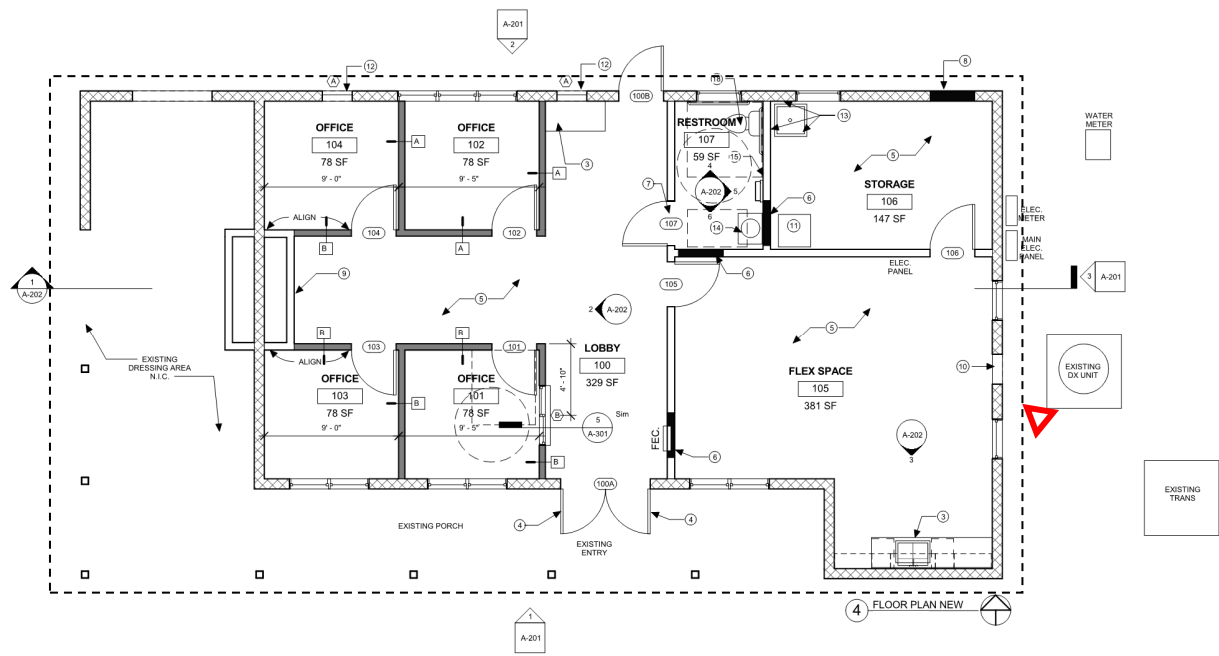 A-201
2
12
12
8
A
A
100B
18
WATER
METER
OFFICE
104
78 SF
9' - 0"
OFFICE
102
78 SF
9' - 5"
A
A
3
RESTROOM
107
59 SF
15
4
A-202
5
6
13
5
STORAGE
106
147 SF
7
6
ELEC.
METER
ALIGN
104
102
107
14
11
106
B
A
MAIN
ELEC.
PANEL
ELEC.
PANEL
6
1
A-202
9
5
105
3
A-201
2
A-202
5
B
B
103
101
LOBBY
100
329 SF
EXISTING
DRESSING AREA
N.I.C.
ALIGN
4' - 10"
FLEX SPACE
105
381 SF
10
EXISTING
DX UNIT
OFFICE
103
78 SF
9' - 0"
OFFICE
101
78 SF
9' - 5"
B
B
Sim
5
A-301
FEC.
A-202
3
B
6
100A
EXISTING
TRANS
EXISTING PORCH
4
4
3
EXISTING
ENTRY
4
FLOOR PLAN NEW
1
A-201